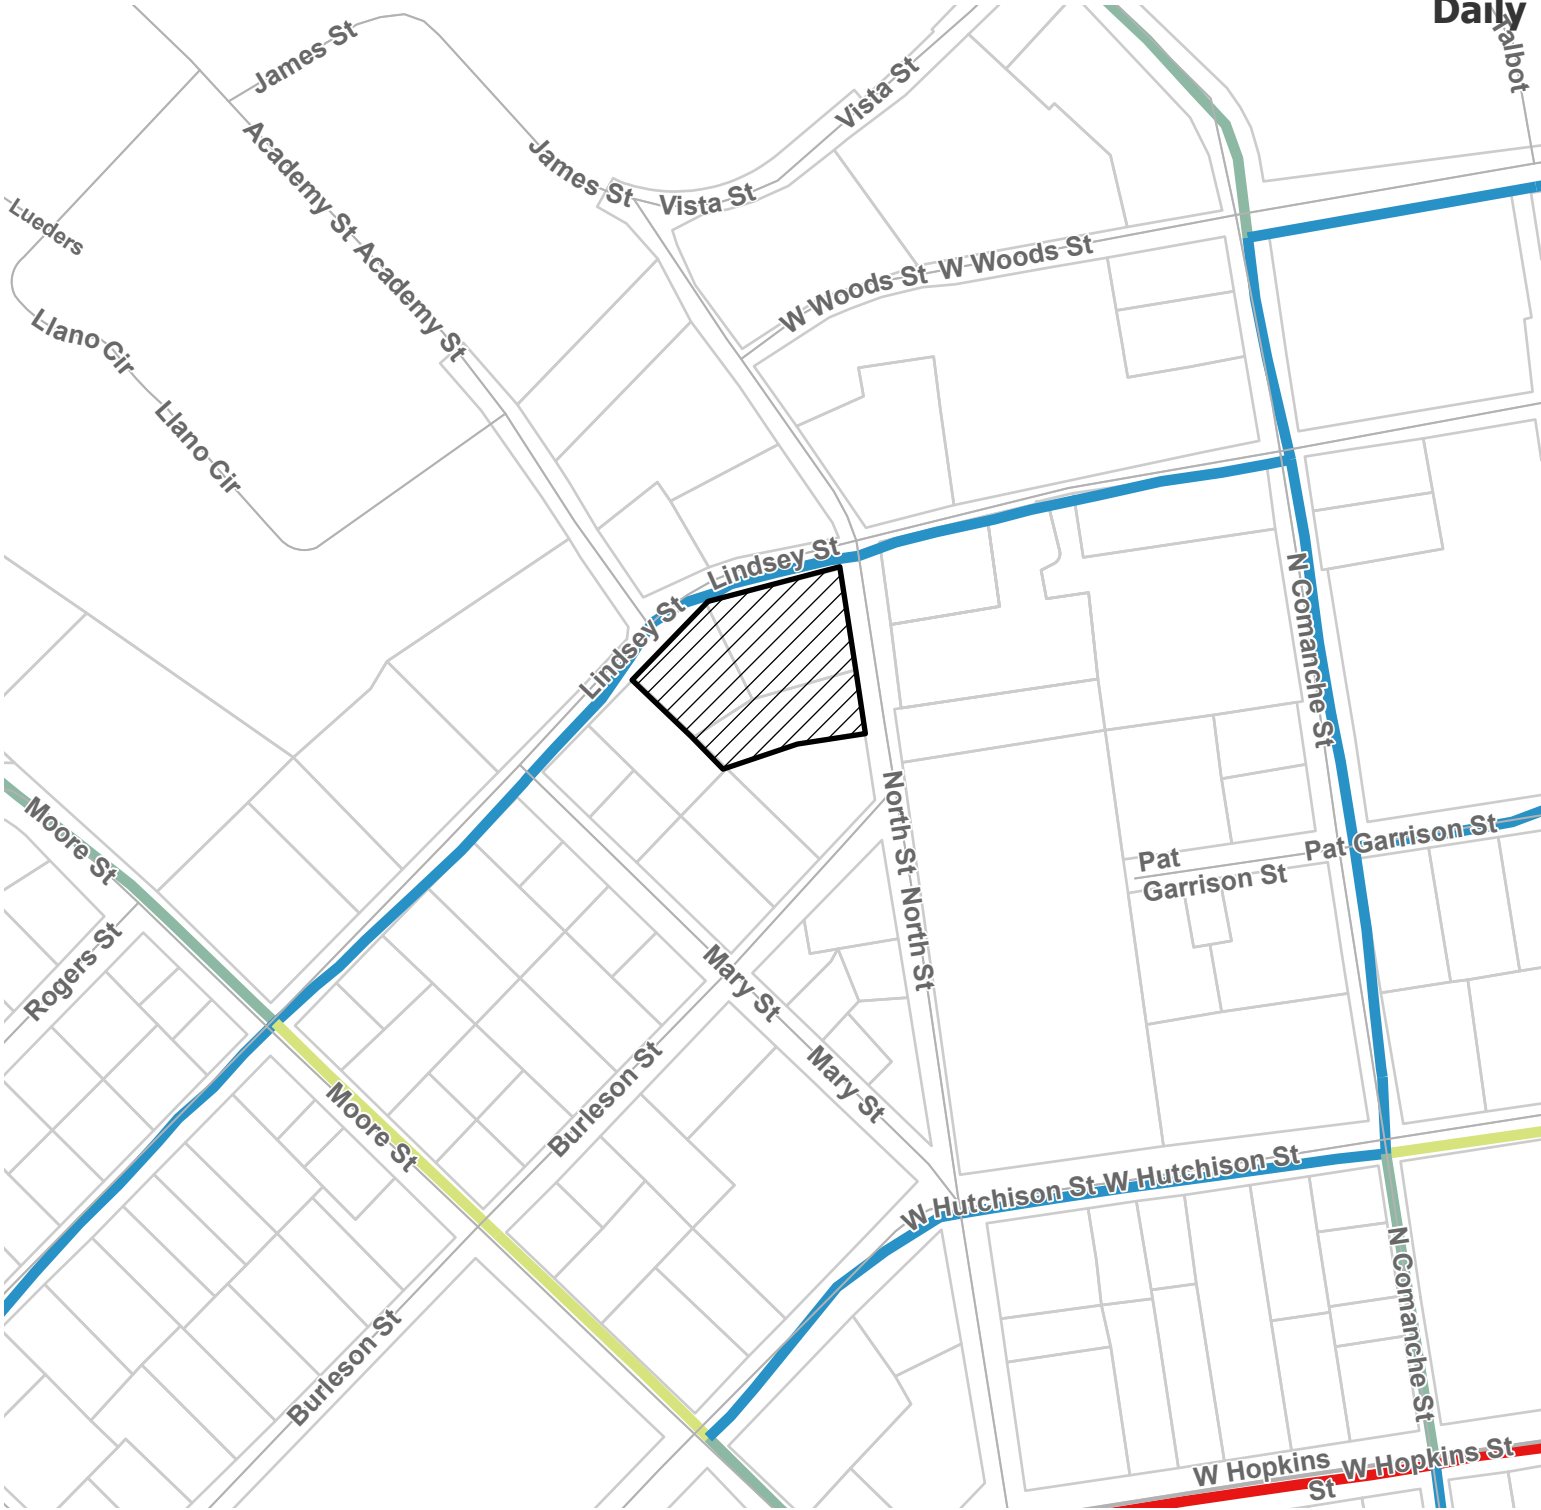 Daily
Talbot
James St
Vista St
Academy St
Academy St
James St
Vista St
Lueders
W Woods St
W Woods St
Llano Cir
Llano Cir
Lindsey St
Lindsey St
N Comanche St
Moore St
North St
North St
Pat
Garrison St
Pat Garrison St
Rogers St
Mary St
Mary St
Burleson St
Moore St
W Hutchison St
W Hutchison St
N Comanche St
Burleson St
W Hopkins
St
W Hopkins St